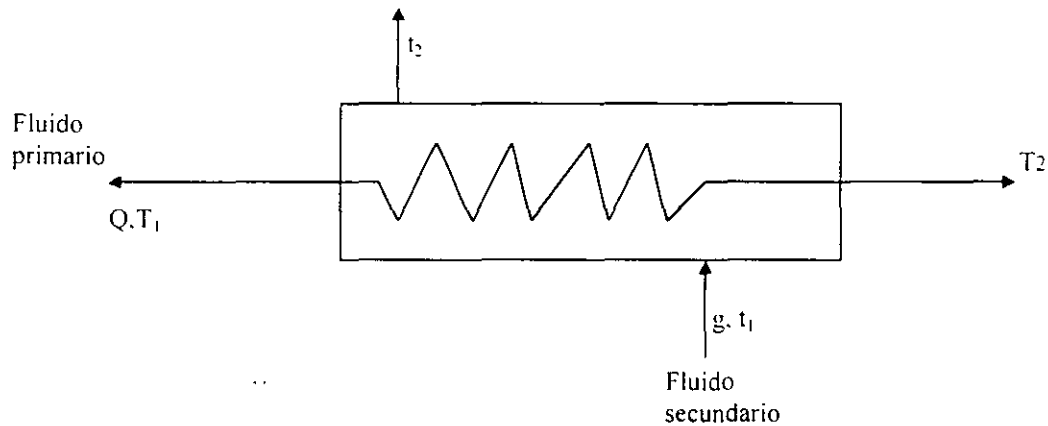 t₂
Fluido
primario
T2
Q.T₁
g, t₁
Fluido
secundario